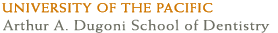 UNIVERSITY OF THE PACIFIC
Arthur A. Dugoni School of Dentistry